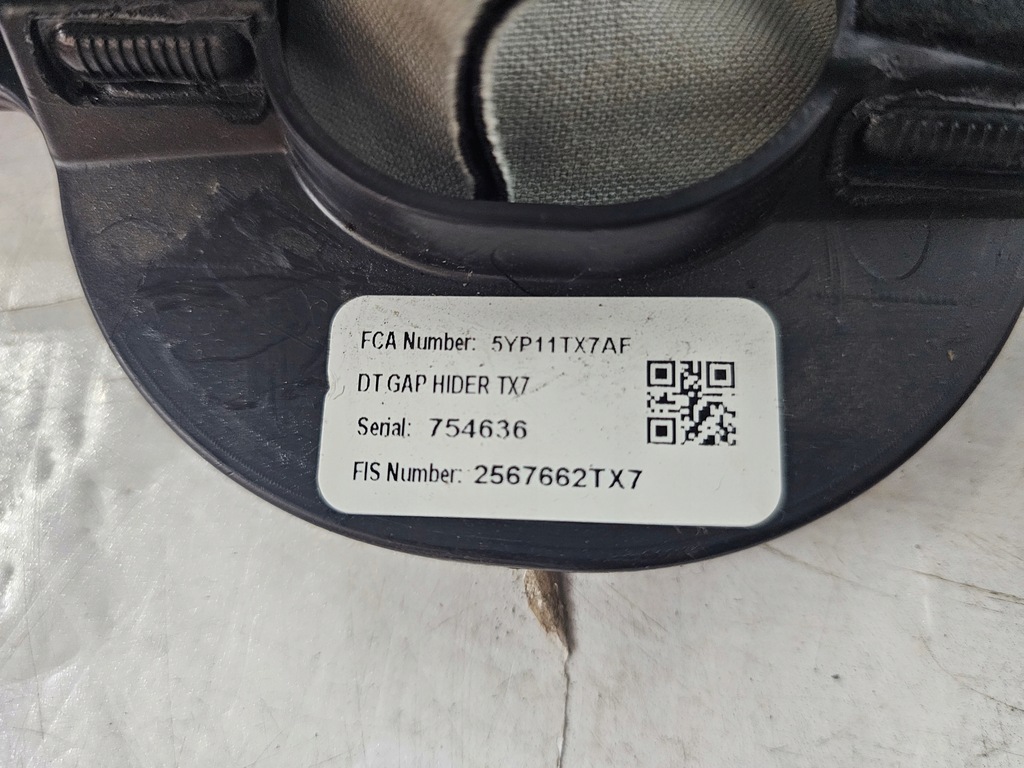 FCA Number: 5YP11TX7AF
DT GAP HIDER TX7
Serial: 754636
FIS Number: 2567662TX7